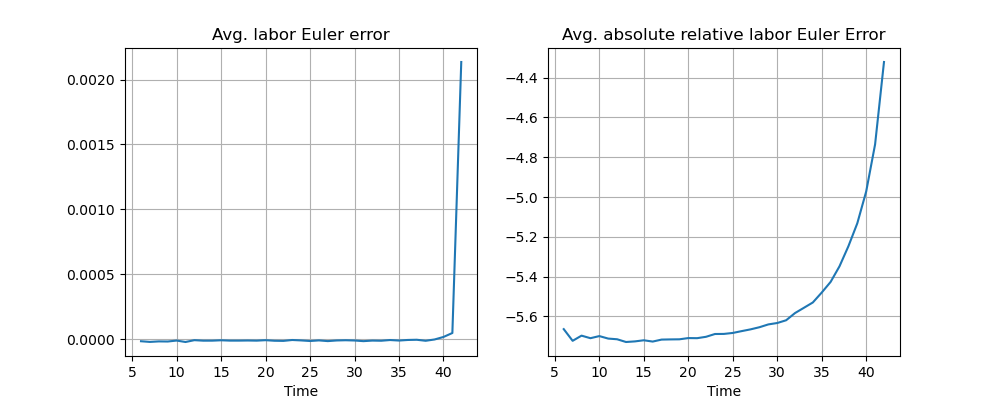 Avg. labor Euler error
0.0020
0.0015
0.0010
0.0005
0.0000
5 10 15 20 25 30 35 40
Time
Avg. absolute relative labor Euler Error
−4.4
−4.6
−4.8
−5.0
−5.2
−5.4
−5.6
5 10 15 20 25 30 35 40
Time